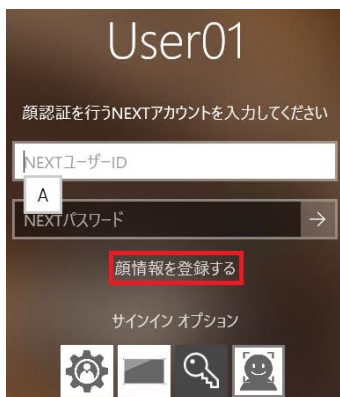 User01
顔認証を行うNEXTアカウントを入力してください
NEXTユーザーID
A
NEXTパスワード
顔情報を登録する
サインイン オプション